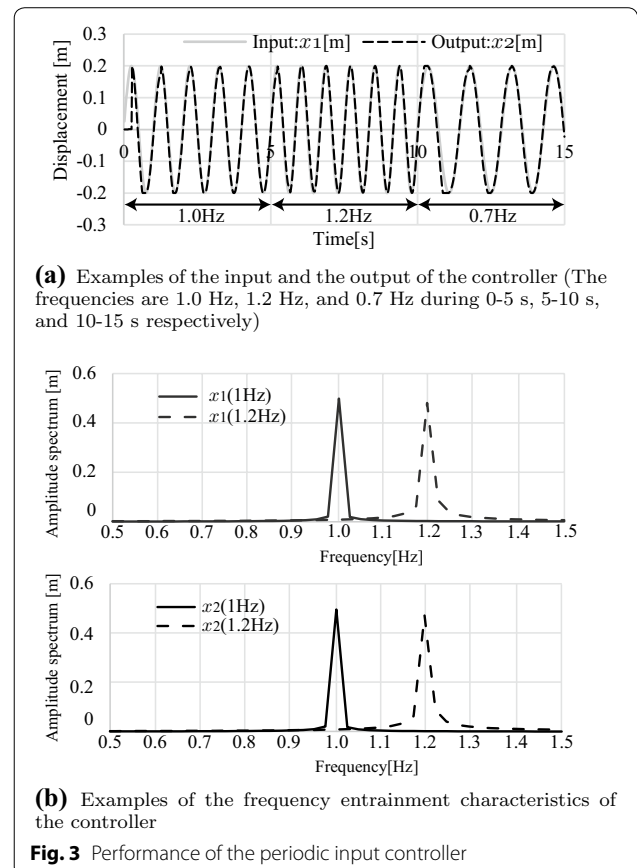 0.3
Input:x1[m]
Output:x2[m]
0.2
0.1
0
-0.1
-0.2
-0.3
Displacement [m]
0
5
10
15
1.0Hz
1.2Hz
0.7Hz
Time[s]
(a) Examples of the input and the output of the controller (The
frequencies are 1.0 Hz, 1.2 Hz, and 0.7 Hz during 0-5 s, 5-10 s,
and 10-15 s respectively)
0.6
0.4
0.2
0
Amplitude spectrum [m]
x1(1Hz)
x1(1.2Hz)
0.5 0.6 0.7 0.8 0.9 1.0 1.1 1.2 1.3 1.4 1.5
Frequency[Hz]
0.6
0.4
0.2
0
Amplitude spectrum [m]
x2(1Hz)
x2(1.2Hz)
0.5 0.6 0.7 0.8 0.9 1.0 1.1 1.2 1.3 1.4 1.5
Frequency[Hz]
(b) Examples of the frequency entrainment characteristics of
the controller
Fig. 3 Performance of the periodic input controller